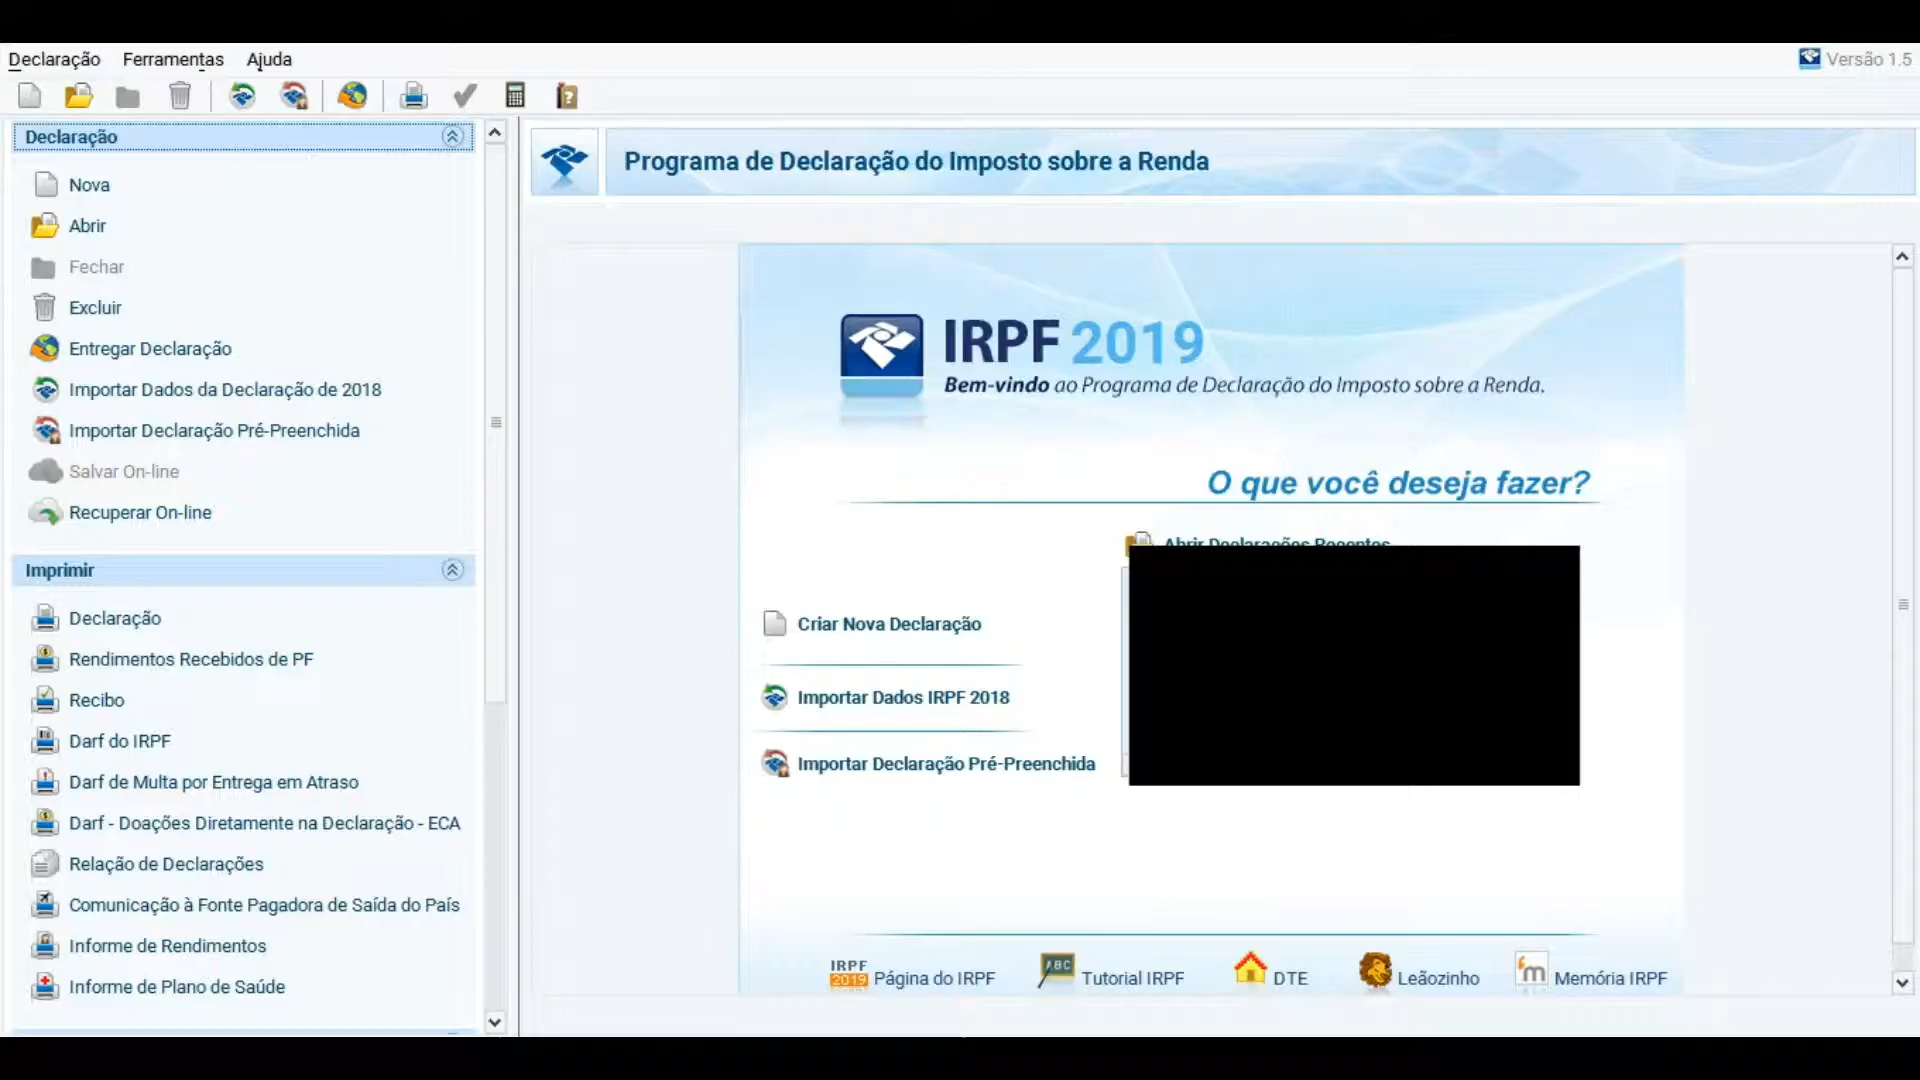 Declaração Ferramentas Ajuda
Versão 1.5
Declaração
Nova
Abrir
Fechar
Excluir
Entregar Declaração
Importar Dados da Declaração de 2018
Importar Declaração Pré-Preenchida
Salvar On-line
Recuperar On-line
Imprimir
Declaração
Rendimentos Recebidos de PF
Recibo
Darf do IRPF
Darf de Multa por Entrega em Atraso
Darf - Doações Diretamente na Declaração - ECA
Relação de Declarações
Comunicação à Fonte Pagadora de Saída do País
Informe de Rendimentos
Informe de Plano de Saúde
Programa de Declaração do Imposto sobre a Renda
IRPF 2019
Bem-vindo ao Programa de Declaração do Imposto sobre a Renda.
O que você deseja fazer?
Abrir Declarações Recentes
Criar Nova Declaração
Importar Dados IRPF 2018
Importar Declaração Pré-Preenchida
IRPF 2019 Página do IRPF
ABC Tutorial IRPF
DTE
Leãozinho
m Memória IRPF